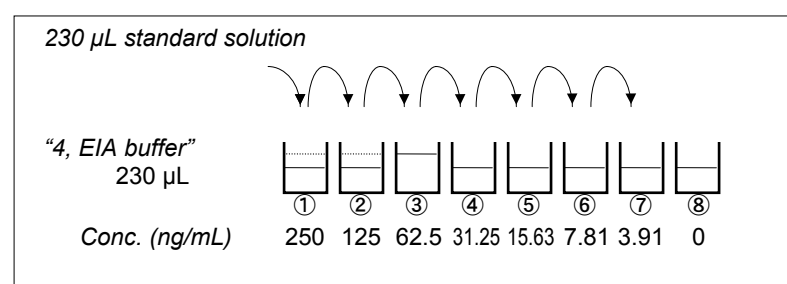 230 µL standard solution
“4, EIA buffer”
230 µL
① ② ③ ④ ⑤ ⑥ ⑦ ⑧
Conc. (ng/mL) 250 125 62.5 31.25 15.63 7.81 3.91 0